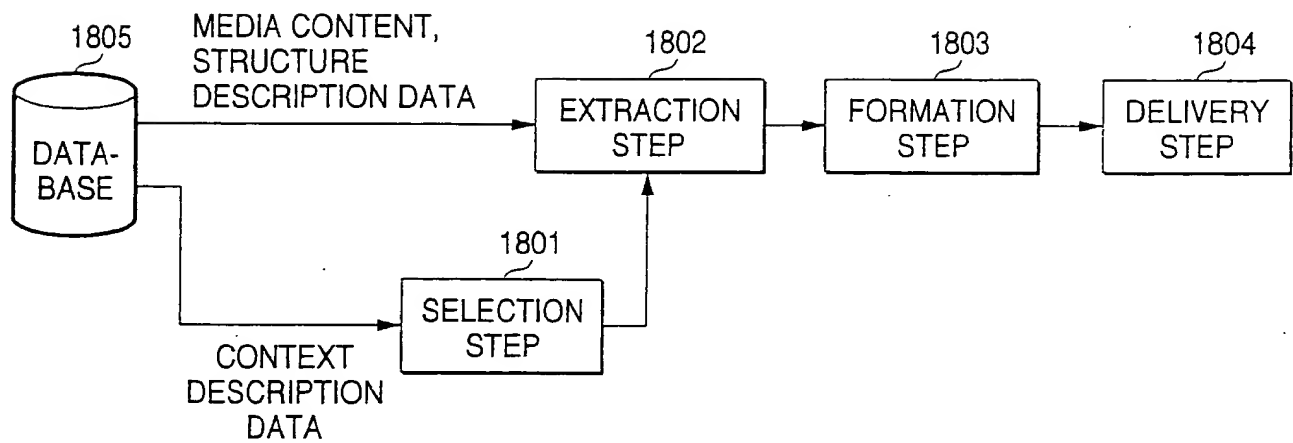 1805
MEDIA CONTENT,
STRUCTURE
DESCRIPTION DATA
1802
1803
1804
DATA-
BASE
EXTRACTION
STEP
FORMATION
STEP
DELIVERY
STEP
1801
SELECTION
STEP
CONTEXT
DESCRIPTION
DATA